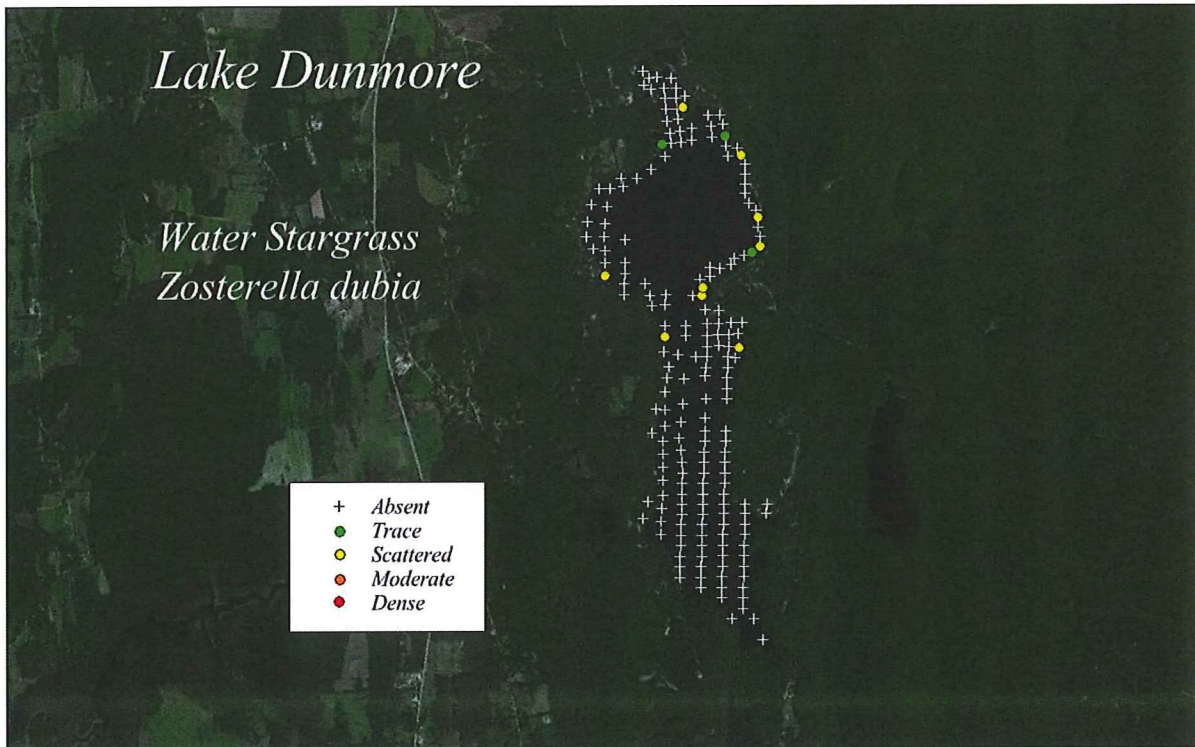 Lake Dunmore
Water Stargrass
Zosterella dubia
Absent
Trace
Scattered
Moderate
Dense